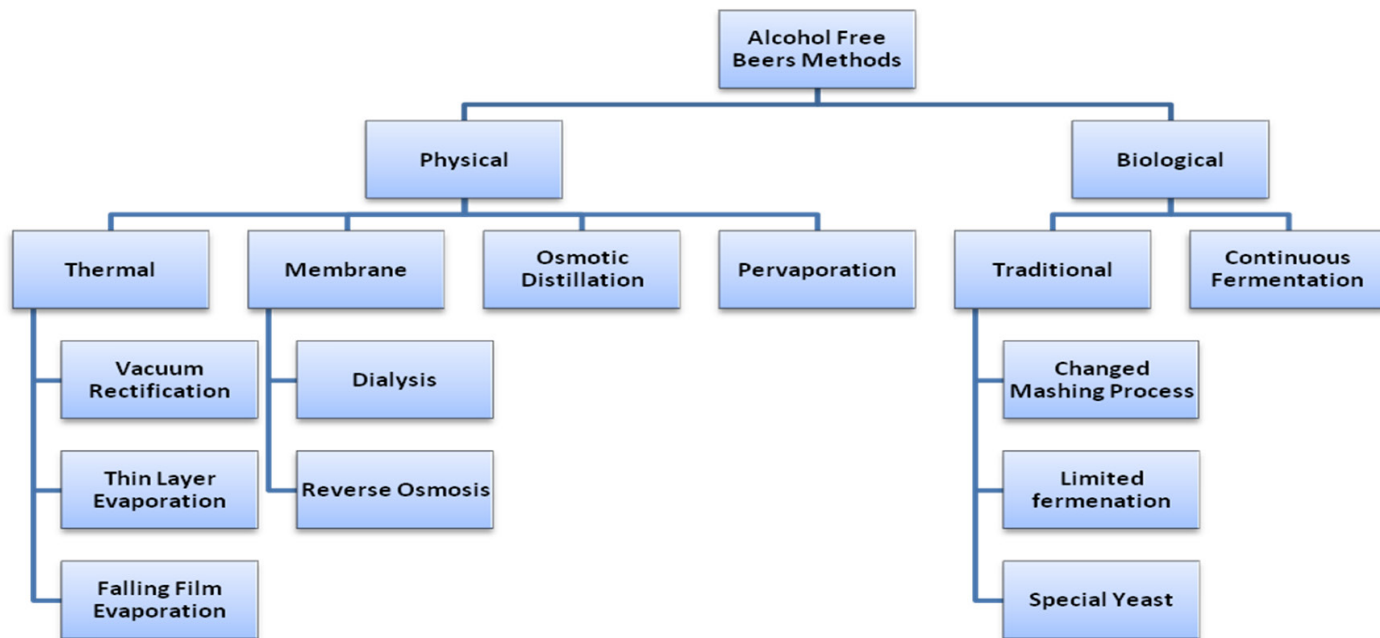 Alcohol Free
Beers Methods
Physical
Biological
Thermal
Membrane
Osmotic
Distillation
Pervaporation
Traditional
Continuous
Fermentation
Vacuum
Rectification
Dialysis
Changed
Mashing Process
Thin Layer
Evaporation
Reverse Osmosis
Limited
fermenation
Falling Film
Evaporation
Special Yeast